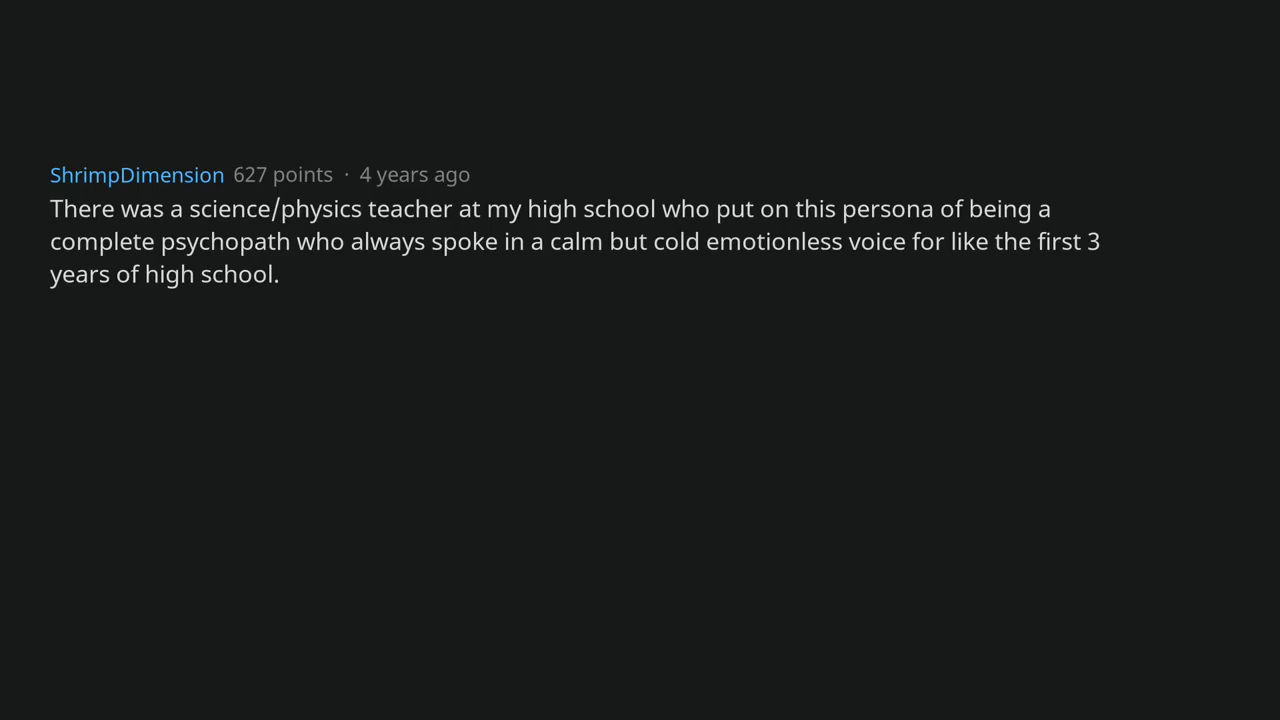 ShrimpDimension 627 points · 4 years ago
There was a science/physics teacher at my high school who put on this persona of being a
complete psychopath who always spoke in a calm but cold emotionless voice for like the first 3
years of high school.